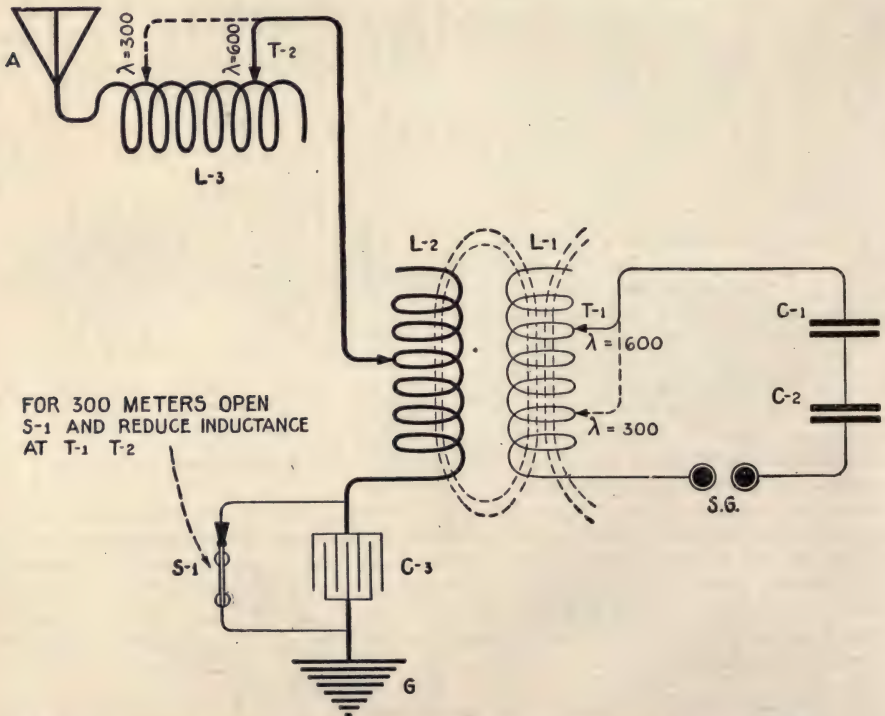 A
λ=300
λ=600
T-2
L-3
L-2
L-1
T-1
λ = 600
λ = 300
C-1
C-2
S.G.
FOR 300 METERS OPEN
S-1 AND REDUCE INDUCTANCE
AT T-1 T-2
S-1
C-3
G